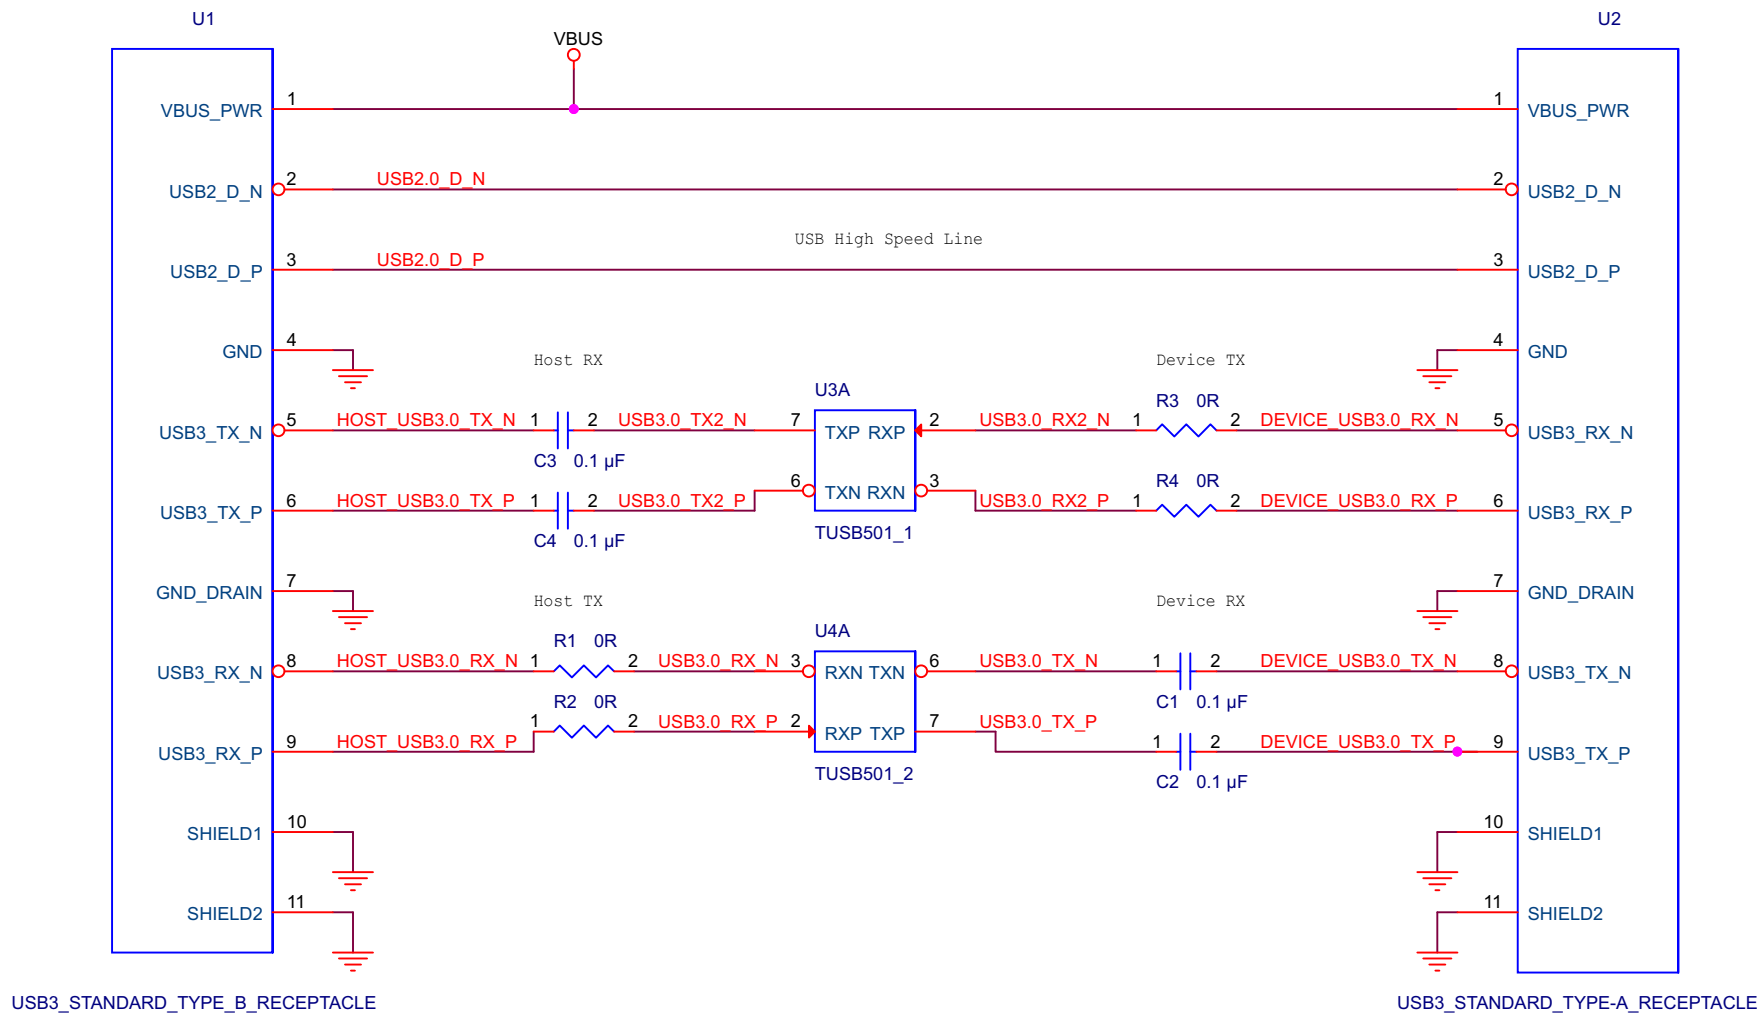 U1
U2
VBUS
VBUS_PWR 1
1 VBUS_PWR
USB2_D_N 2 USB2.0_D_N
2 USB2_D_N
USB High Speed Line
USB2_D_P 3 USB2.0_D_P
3 USB2_D_P
GND 4
4 GND
Host RX
Device TX
U3A
R3 0R
USB3_TX_N 5 HOST_USB3.0_TX_N 1 2 USB3.0_TX2_N 7 TXP RXP 2 USB3.0_RX2_N 1 2 DEVICE_USB3.0_RX_N 5 USB3_RX_N
C3 0.1 µF
R4 0R
6 TXN RXN 3
USB3_TX_P 6 HOST_USB3.0_TX_P 1 2 USB3.0_TX2_P
USB3.0_RX2_P 1 2 DEVICE_USB3.0_RX_P 6 USB3_RX_P
C4 0.1 µF
TUSB501_1
GND_DRAIN 7
7 GND_DRAIN
Host TX
Device RX
R1 0R
U4A
USB3_RX_N 8 HOST_USB3.0_RX_N 1 2 USB3.0_RX_N 3 RXN TXN 6 USB3.0_TX_N 1 2 DEVICE_USB3.0_TX_N 8 USB3_TX_N
R2 0R
C1 0.1 µF
1 2 USB3.0_RX_P 2 RXP TXP 7 USB3.0_TX_P
USB3_RX_P 9 HOST_USB3.0_RX_P
1 2 DEVICE_USB3.0_TX_P 9 USB3_TX_P
TUSB501_2
C2 0.1 µF
SHIELD1 10
10 SHIELD1
SHIELD2 11
11 SHIELD2
USB3_STANDARD_TYPE_B_RECEPTACLE
USB3_STANDARD_TYPE-A_RECEPTACLE